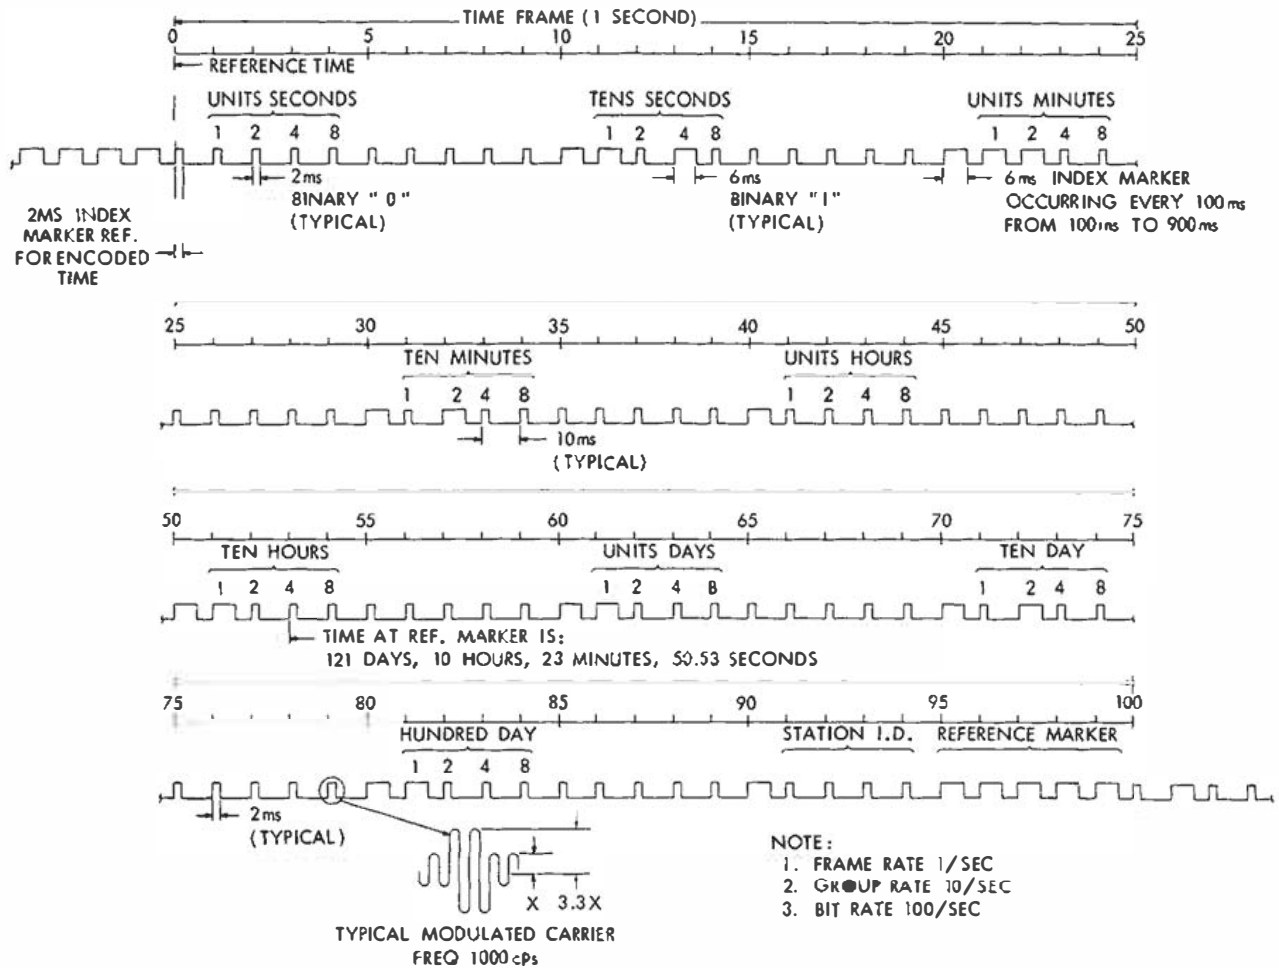 TIME FRAME (1 SECOND)
0 5 10 15 20 25
REFERENCE TIME
UNITS SECONDS TENS SECONDS UNITS MINUTES
1 2 4 8 1 2 4 8 1 2 4 8
2ms 6ms 6ms INDEX MARKER
BINARY "0" BINARY "1" OCCURRING EVERY 100ms
(TYPICAL) (TYPICAL) FROM 100ms TO 900ms
2MS INDEX
MARKER REF.
FOR ENCODED
TIME
25 30 35 40 45 50
TEN MINUTES UNITS HOURS
1 2 4 8 1 2 4 8
10ms
(TYPICAL)
50 55 60 65 70 75
TEN HOURS UNITS DAYS TEN DAY
1 2 4 8 1 2 4 8 1 2 4 8
TIME AT REF. MARKER IS:
121 DAYS, 10 HOURS, 23 MINUTES, 50.53 SECONDS
75 80 85 90 95 100
HUNDRED DAY STATION I.D. REFERENCE MARKER
1 2 4 8
2ms
(TYPICAL)
X 3.3X
TYPICAL MODULATED CARRIER
FREQ 1000 cps
NOTE:
1. FRAME RATE 1/SEC
2. GROUP RATE 10/SEC
3. BIT RATE 100/SEC